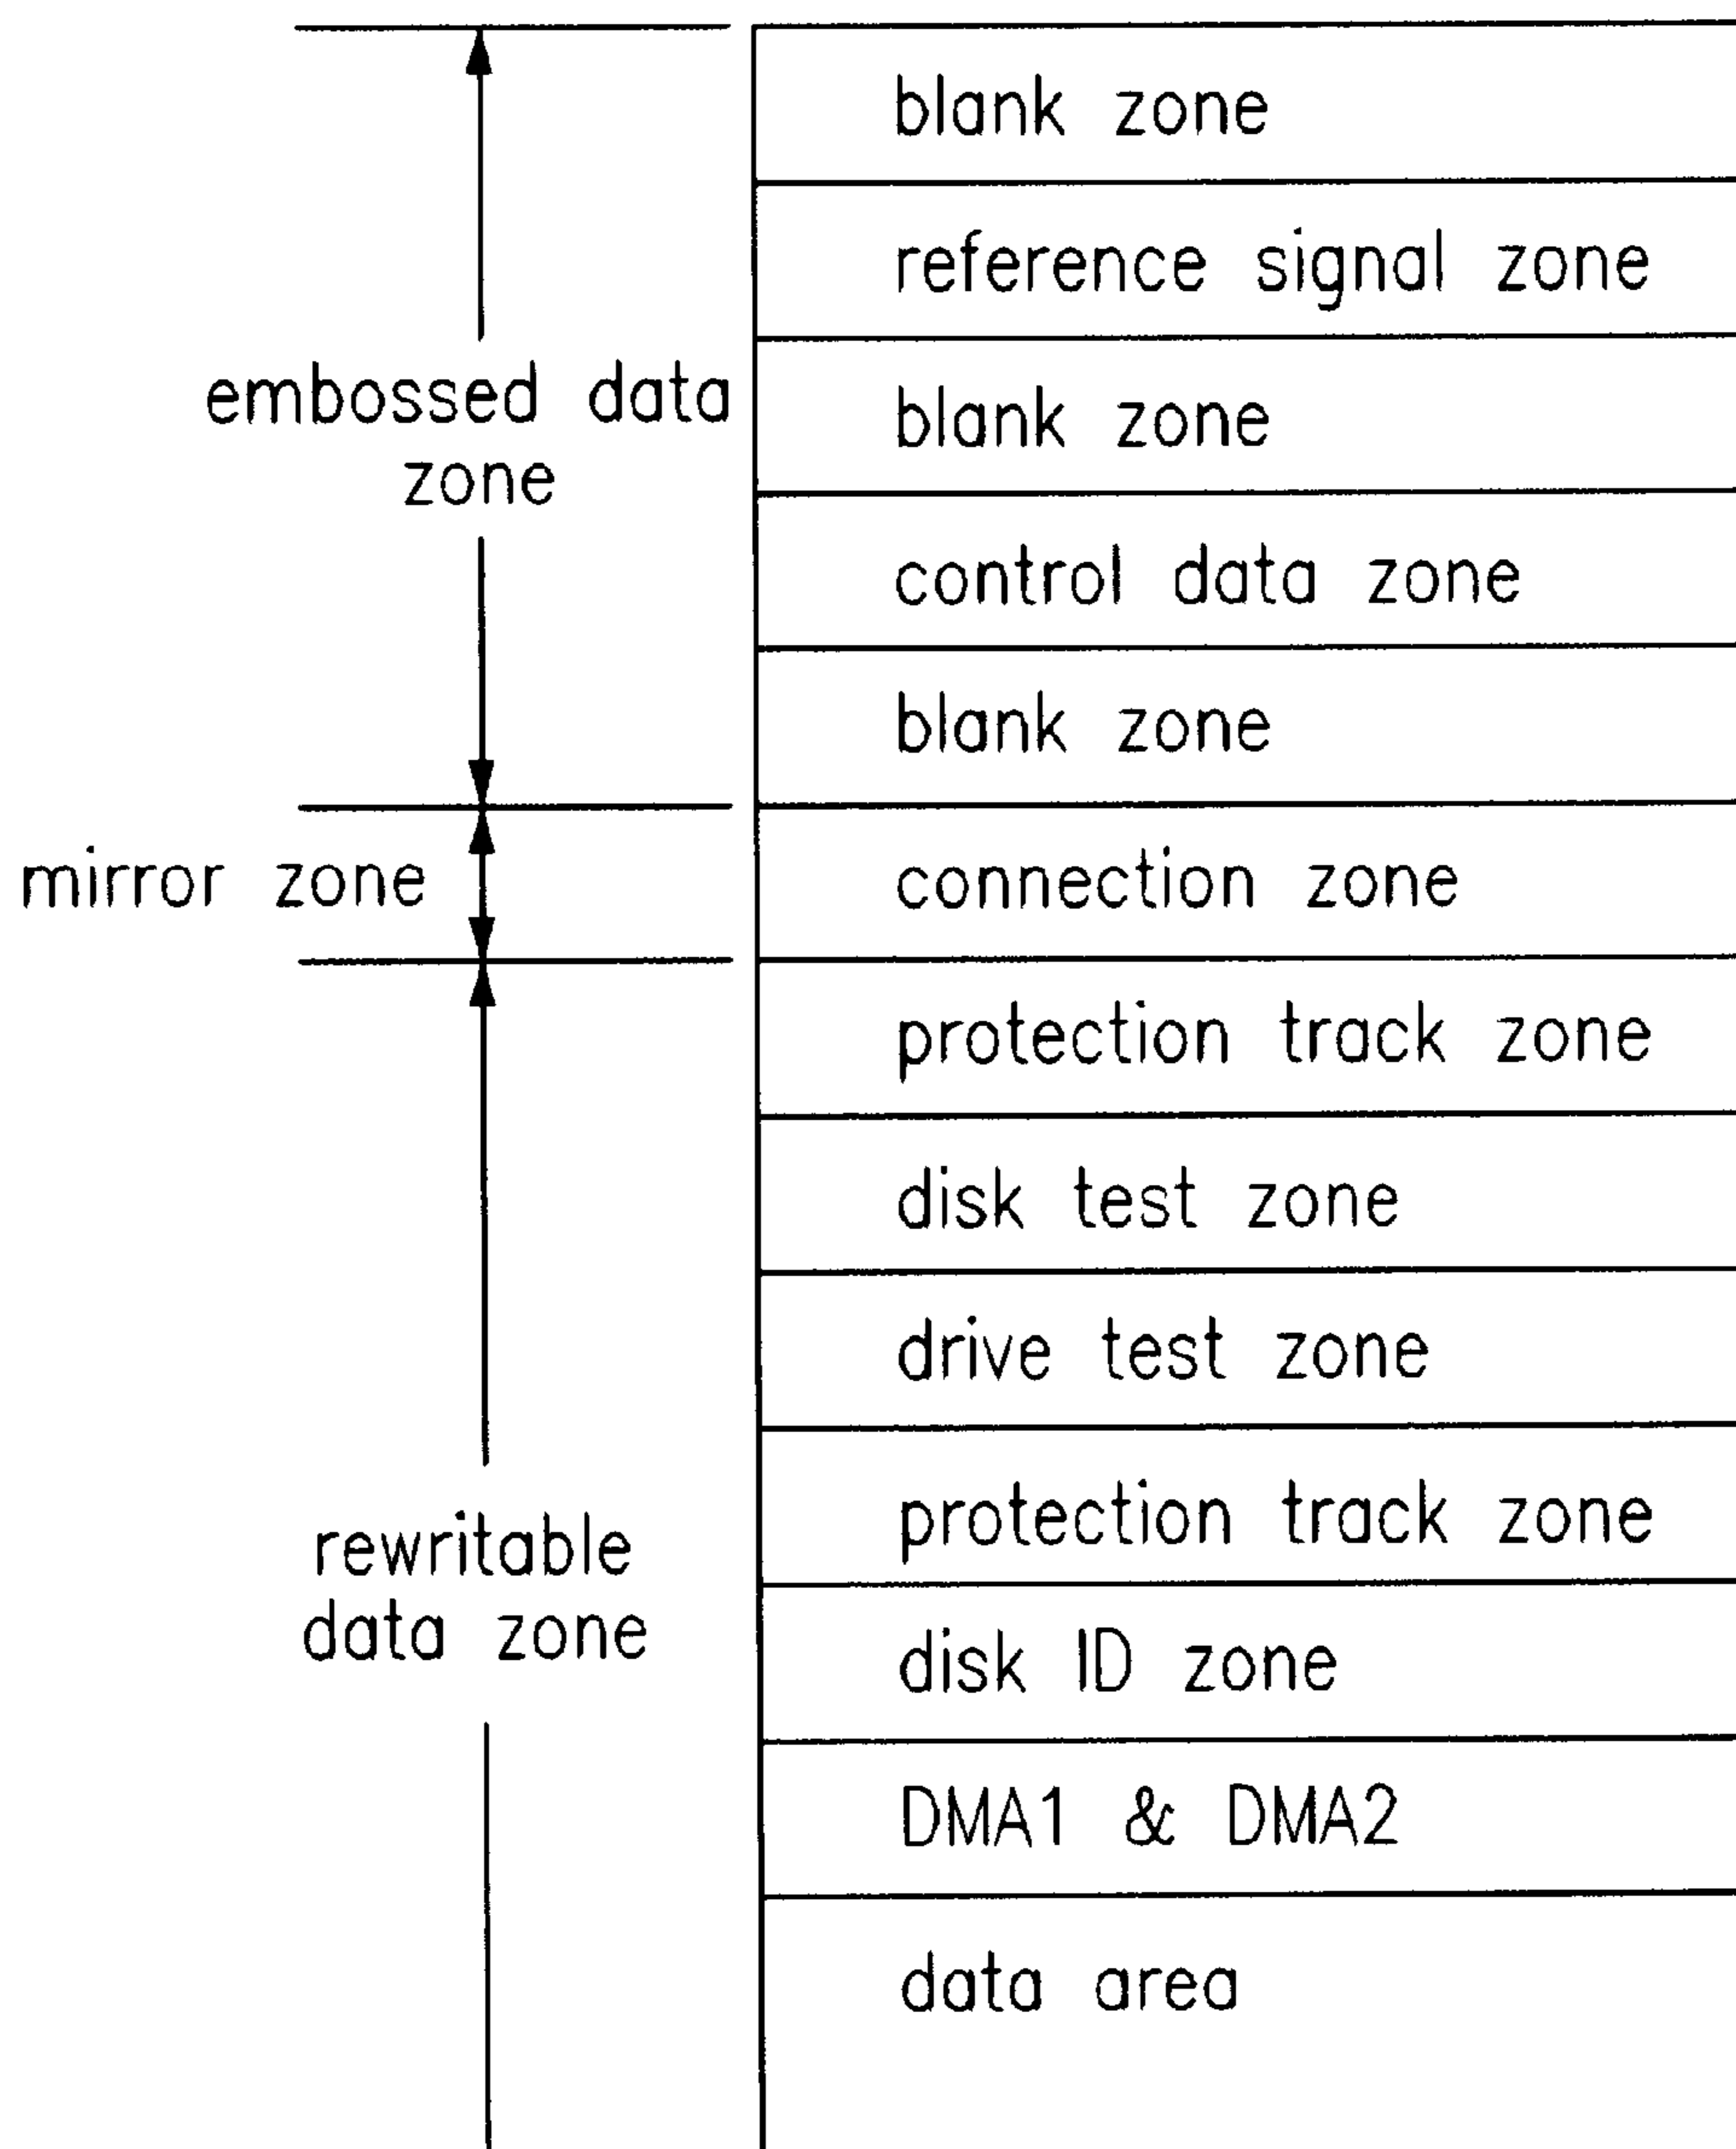 blank zone
reference signal zone
embossed data
zone
blank zone
control data zone
blank zone
mirror zone
connection zone
protection track zone
disk test zone
drive test zone
rewritable
data zone
protection track zone
disk ID zone
DMA1 & DMA2
data area